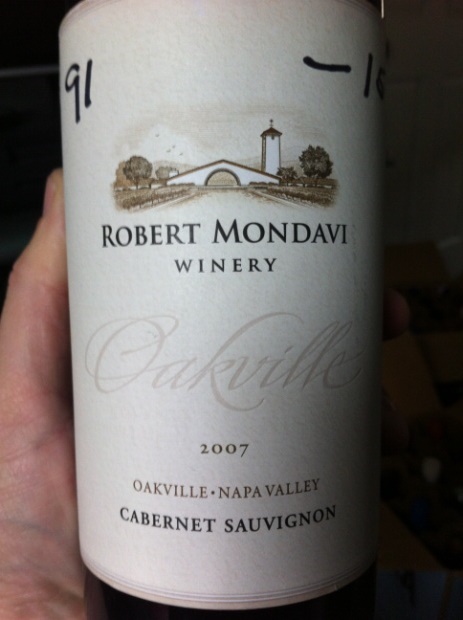 91
ROBERT MONDAVI
WINERY
Oakville
2007
OAKVILLE • NAPA VALLEY
CABERNET SAUVIGNON